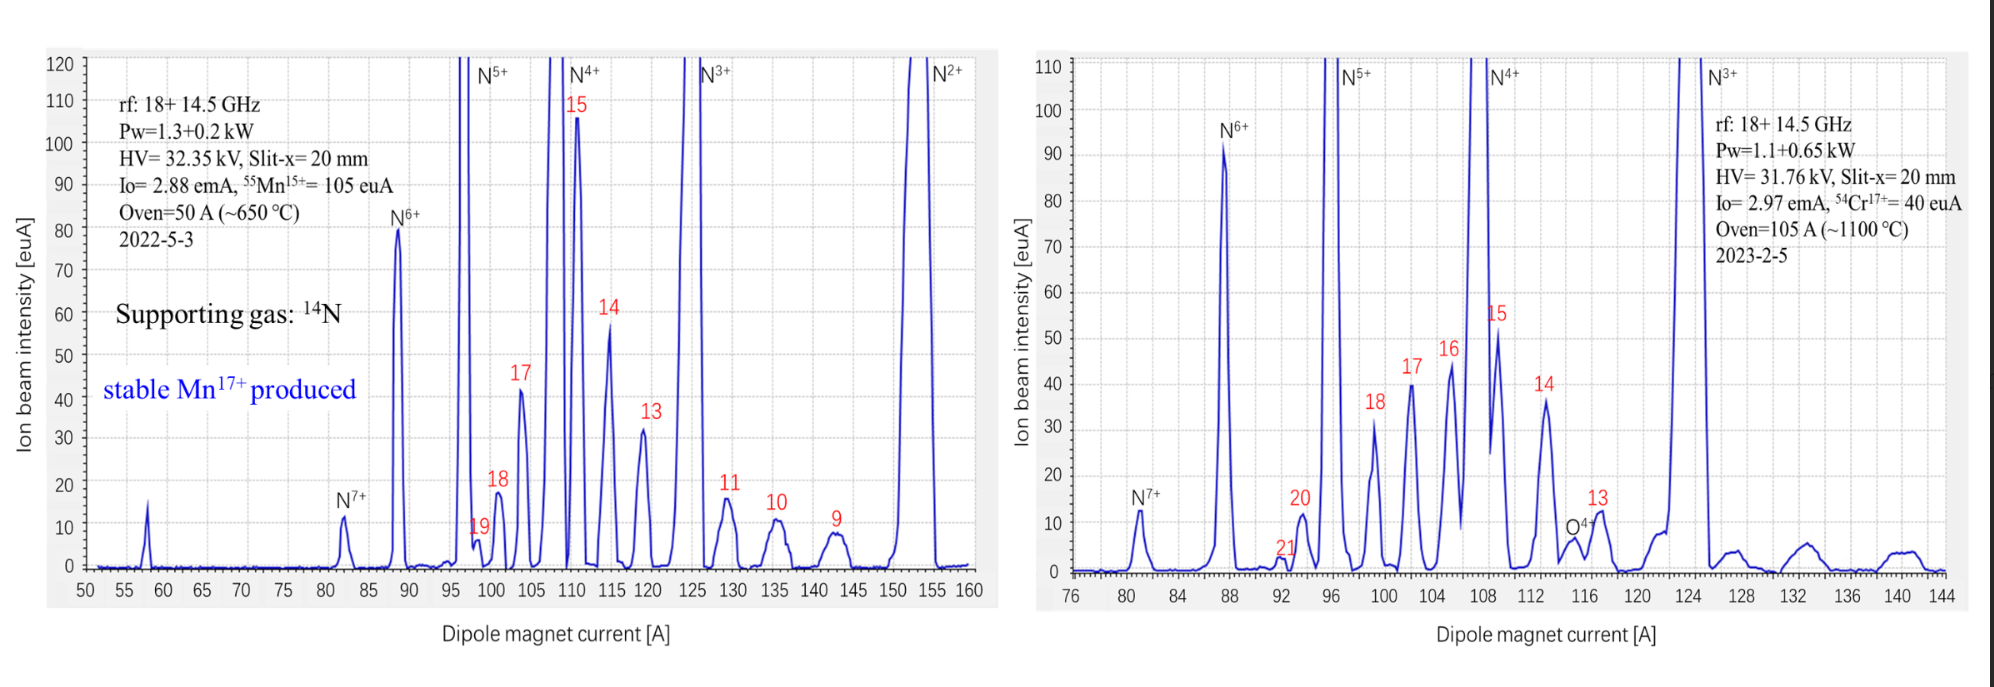 Ion beam intensity [euA]
120
110
100
90
80
70
60
50
40
30
20
10
0
rf: 18+ 14.5 GHz
Pw=1.3+0.2 kW
HV= 32.35 kV, Slit-x= 20 mm
Io= 2.88 emA, ⁵⁵Mn¹⁵⁺= 105 euA
Oven=50 A (~650 °C)
2022-5-3
Supporting gas: ¹⁴N
stable Mn¹⁷⁺ produced
N⁷⁺
N⁶⁺
N⁵⁺
19
18
17
N⁴⁺
15
14
13
N³⁺
11
10
9
N²⁺
50 55 60 65 70 75 80 85 90 95 100 105 110 115 120 125 130 135 140 145 150 155 160
Dipole magnet current [A]
Ion beam intensity [euA]
110
100
90
80
70
60
50
40
30
20
10
0
N⁷⁺
N⁶⁺
21
20
N⁵⁺
18
17
16
N⁴⁺
15
14
O⁴⁺
13
N³⁺
rf: 18+ 14.5 GHz
Pw=1.1+0.65 kW
HV= 31.76 kV, Slit-x= 20 mm
Io= 2.97 emA, ⁵⁴Cr¹⁷⁺= 40 euA
Oven=105 A (~1100 °C)
2023-2-5
76 80 84 88 92 96 100 104 108 112 116 120 124 128 132 136 140 144
Dipole magnet current [A]